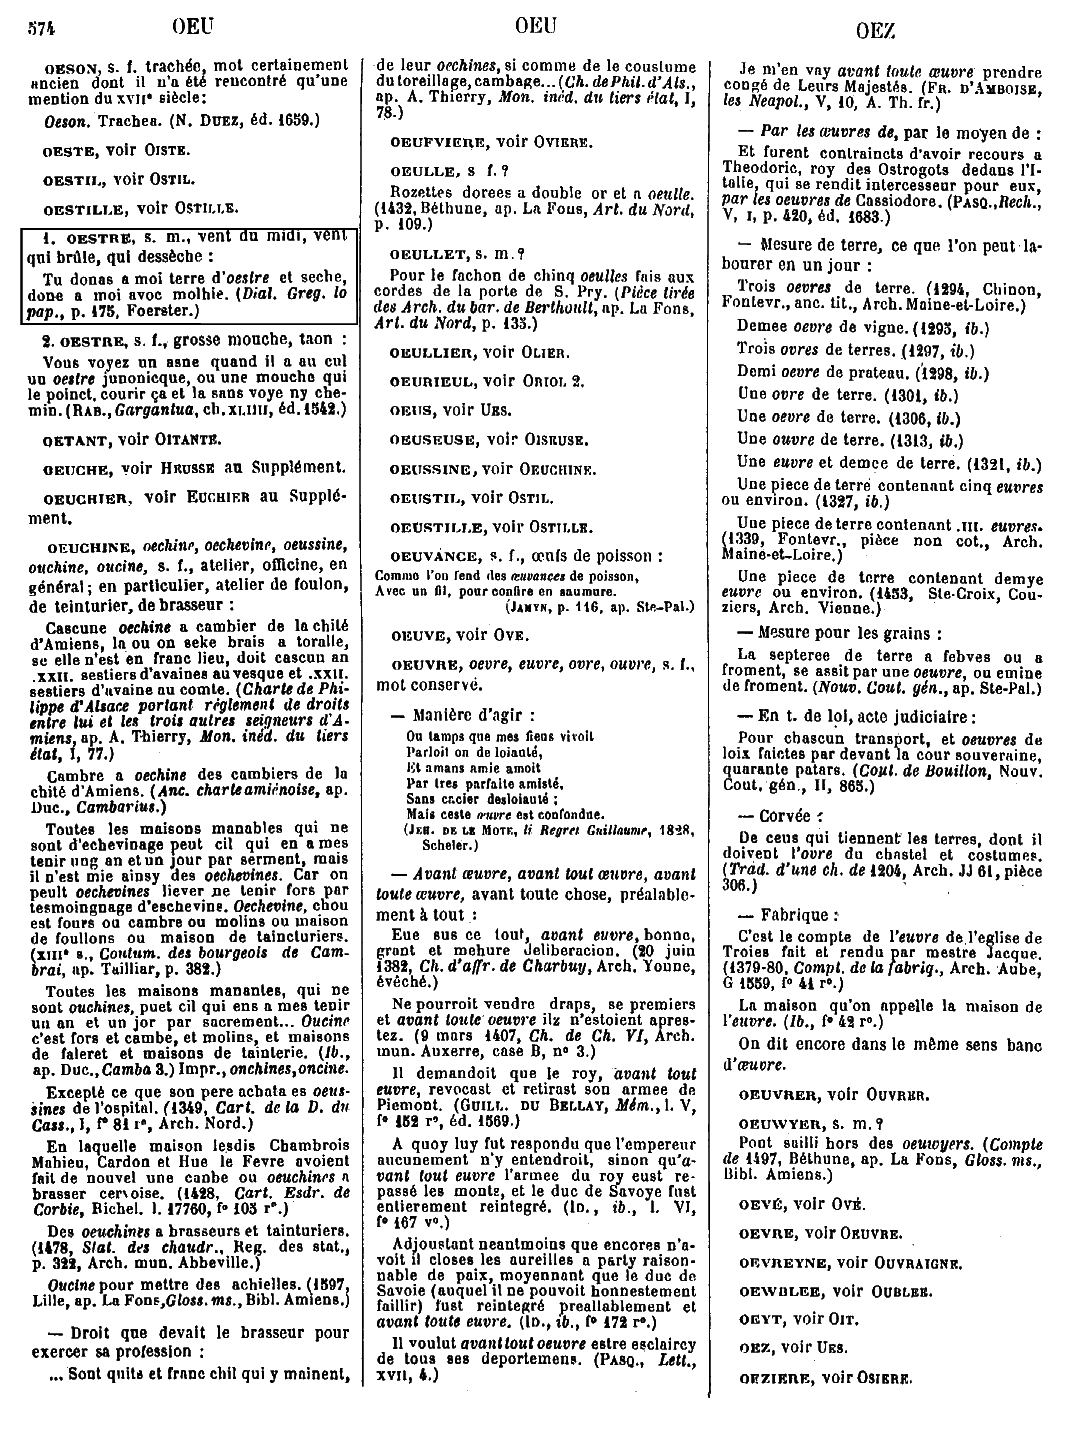 574
OEU
OEU
OEZ
OESON, s. f. trachée, mot certainement
ancien dont il n'a été rencontré qu'une
mention du XVIIe siècle:
Oeson. Trachea. (N. DUEZ, éd. 1659.)
OESTE, voir OISTE.
OESTIL, voir OSTIL.
OESTILLE, voir OSTILLE.
1. OESTRE, s. m., vent du midi, vent
qui brûle, qui dessèche :
Tu donas a moi terre d'oestre et seche,
done a moi avoc molhie. (Dial. Greg. lo
pap., p. 175, Foerster.)
2. OESTRE, s. f., grosse mouche, taon :
Vous voyez un asne quand il a au cul
un oestre junonicque, ou une mouche qui
le poinct, courir ça et la sans voye ny che-
min. (RAB., Gargantua, ch. XLIIII, éd. 1542.)
OETANT, voir OITANTE.
OEUCHE, voir HEUSSE au Supplément.
OEUCHIER, voir EUCHIER au Supplé-
ment.
OEUCHINE, oechine, oechevine, oeussine,
ouchine, oucine, s. f., atelier, officine, en
général ; en particulier, atelier de foulon,
de teinturier, de brasseur :
Cascune oechine a cambier de la chité
d'Amiens, la ou on seke brais a toralle,
se elle n'est en franc lieu, doit cascun an
.XXII. sestiers d'avaines au vesque et .XXII.
sestiers d'avaine au comte. (Charte de Phi-
lippe d'Alsace portant réglement de droits
entre lui et les trois autres seigneurs d'A-
miens, ap. A. Thierry, Mon. inéd. du tiers
état, I, 77.)
Cambre a oechine des cambiers de la
chité d'Amiens. (Anc. charte amiénoise, ap.
Duc., Cambarius.)
Toutes les maisons manables qui ne
sont d'echevinage peut cil qui en a mes
tenir ung an et un jour par serment, mais
il n'est mie ainsy des oechevines. Car on
peult oechevines liever ne tenir fors par
tesmoingnage d'eschevins. Oechevine, chou
est fours ou cambre ou molins ou maison
de foullons ou maison de taincturiers.
(XIIIe s., Coutum. des bourgeois de Cam-
brai, ap. Tailliar, p. 382.)
Toutes les maisons manantes, qui ne
sont ouchines, puet cil qui ens a mes tenir
un an et un jor par sacrement... Oucine
c'est fors et cambe, et molins, et maisons
de faleret et maisons de tainterie. (Ib.,
ap. Duc., Camba 3.) Impr., onchines, oncine.
Excepté ce que son pere achata es oeus-
sines de l'ospital. (1349, Cart. de la D. du
Cass., I, f° 81 r°, Arch. Nord.)
En laquelle maison lesdis Chambrois
Mahieu, Cardon et Hue le Fevre avoient
fait de nouvel une canbe ou oeuchines a
brasser cervoise. (1428, Cart. Esdr. de
Corbie, Richel. l. 17760, f° 103 r°.)
Des oeuchines a brasseurs et tainturiers.
(1478, Stat. des chaudr., Reg. des stat.,
p. 322, Arch. mun. Abbeville.)
Oucine pour mettre des achielles. (1597,
Lille, ap. La Fons, Gloss. ms., Bibl. Amiens.)
— Droit que devait le brasseur pour
exercer sa profession :
... Sont quits et franc chil qui y mainent,
de leur oechines, si comme de le coustume
du toreillage, cambage... (Ch. de Phil. d'Als.,
ap. A. Thierry, Mon. inéd. du tiers état, I,
78.)
OEUFVIERE, voir OVIERE.
OEULLE, s f. ?
Rozettes dorees a double or et a oeulle.
(1432, Béthune, ap. La Fons, Art. du Nord,
p. 109.)
OEULLET, s. m. ?
Pour le fachon de chinq oeulles fais aux
cordes de la porte de S. Pry. (Pièce tirée
des Arch. du bar. de Berthoult, ap. La Fons,
Art. du Nord, p. 133.)
OEULLIER, voir OLIER.
OEURIEUL, voir ORIOL 2.
OEUS, voir UES.
OEUSEUSE, voir OISEUSE.
OEUSSINE, voir OEUCHINE.
OEUSTIL, voir OSTIL.
OEUSTILLE, voir OSTILLE.
OEUVANCE, s. f., œufs de poisson :
Comme l'on fend des œuvances de poisson,
Avec un fil, pour confire en saumure.
(JAMYN, p. 116, ap. Ste-Pal.)
OEUVE, voir OVE.
OEUVRE, oevre, euvre, ovre, ouvre, s. f.,
mot conservé.
— Manière d'agir :
Ou tamps que mes fieus vivoit
Parloit on de loiauté,
Et amans amie amoit
Par tres parfaite amisté,
Sans cacier desloiauté ;
Mais ceste œuvre est confondue.
(JEH. DE LE MOTE, li Regret Guillaume, 1828,
Scheler.)
— Avant œuvre, avant tout œuvre, avant
toute œuvre, avant toute chose, préalable-
ment à tout :
Eue sus ce tout, avant euvre, bonne,
grant et mehure deliberacion. (20 juin
1382, Ch. d'affr. de Charbuy, Arch. Yonne,
évêché.)
Ne pourroit vendre draps, se premiers
et avant toute oeuvre ilz n'estoient apres-
tez. (9 mars 1407, Ch. de Ch. VI, Arch.
mun. Auxerre, case B, n° 3.)
Il demandoit que le roy, avant tout
euvre, revocast et retirast son armee de
Piemont. (GUILL. DU BELLAY, Mém., l. V,
f° 152 r°, éd. 1569.)
A quoy luy fut respondu que l'empereur
aucunement n'y entendroit, sinon qu'a-
vant tout euvre l'armee du roy eust re-
passé les monts, et le duc de Savoye fust
entierement reintegré. (ID., ib., l. VI,
f° 167 v°.)
Adjoustant neantmoins que encores n'a-
voit il closes les aureilles a party raison-
nable de paix, moyennant que le duc de
Savoie (auquel il ne pouvoit honnestement
faillir) fust reintegré preallablement et
avant toute euvre. (ID., ib., f° 172 r°.)
Il voulut avant tout oeuvre estre esclaircy
de tous ses deportemens. (PASQ., Lett.,
XVII, 4.)
Je m'en vay avant toute œuvre prendre
congé de Leurs Majestés. (FR. D'AMBOISE,
les Neapol., V, 10, A. Th. fr.)
— Par les œuvres de, par le moyen de :
Et furent contraincts d'avoir recours a
Theodoric, roy des Ostrogots dedans l'I-
talie, qui se rendit intercesseur pour eux,
par les oeuvres de Cassiodore. (PASQ., Rech.,
V, I, p. 420, éd. 1683.)
— Mesure de terre, ce que l'on peut la-
bourer en un jour :
Trois oevres de terre. (1294, Chinon,
Fontevr., anc. tit., Arch. Maine-et-Loire.)
Demee oevre de vigne. (1295, ib.)
Trois ovres de terres. (1297, ib.)
Demi oevre de prateau. (1298, ib.)
Une ovre de terre. (1301, ib.)
Une oevre de terre. (1306, ib.)
Une ouvre de terre. (1313, ib.)
Une euvre et demee de terre. (1321, ib.)
Une piece de terre contenant cinq euvres
ou environ. (1327, ib.)
Une piece de terre contenant .III. euvres.
(1339, Fontevr., pièce non cot., Arch.
Maine-et-Loire.)
Une piece de terre contenant demye
euvre ou environ. (1453, Ste-Croix, Cou-
ziers, Arch. Vienne.)
— Mesure pour les grains :
La septeree de terre a febves ou a
froment, se assit par une oeuvre, ou emine
de froment. (Nouv. Cout. gén., ap. Ste-Pal.)
— En t. de loi, acte judiciaire :
Pour chascun transport, et oeuvres de
loix faictes par devant la cour souveraine,
quarante patars. (Cout. de Bouillon, Nouv.
Cout. gén., II, 865.)
— Corvée :
De ceus qui tiennent les terres, dont il
doivent l'ovre du chastel et costumes.
(Trad. d'une ch. de 1204, Arch. JJ 61, pièce
306.)
— Fabrique :
C'est le compte de l'euvre de l'eglise de
Troies fait et rendu par mestre Jacque.
(1379-80, Compt. de la fabriq., Arch. Aube,
G 1559, f° 41 r°.)
La maison qu'on appelle la maison de
l'euvre. (Ib., f° 42 r°.)
On dit encore dans le même sens banc
d'œuvre.
OEUVRER, voir OUVRER.
OEUWYER, s. m. ?
Pont sailli hors des oeuwyers. (Compte
de 1497, Béthune, ap. La Fons, Gloss. ms.,
Bibl. Amiens.)
OEVÉ, voir OVÉ.
OEVRE, voir OEUVRE.
OEVREYNE, voir OUVRAIGNE.
OEWBLEE, voir OUBLEE.
OEYT, voir OIT.
OEZ, voir UES.
OEZIERE, voir OSIERE.